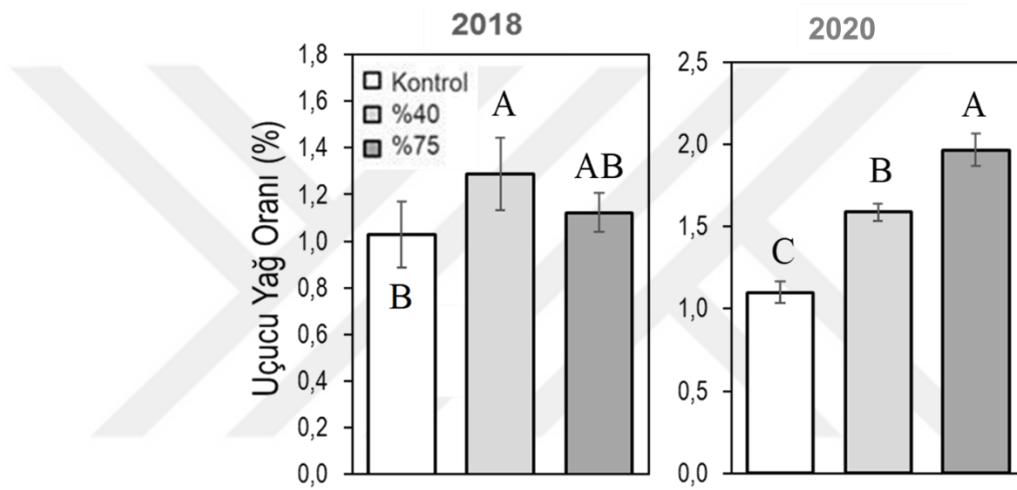 2018
2020
Uçucu Yağ Oranı (%)
1,8
1,6
1,4
1,2
1,0
0,8
0,6
0,4
0,2
0,0
Kontrol
%40
%75
B
A
AB
2,5
2,0
1,5
1,0
0,5
0,0
C
B
A